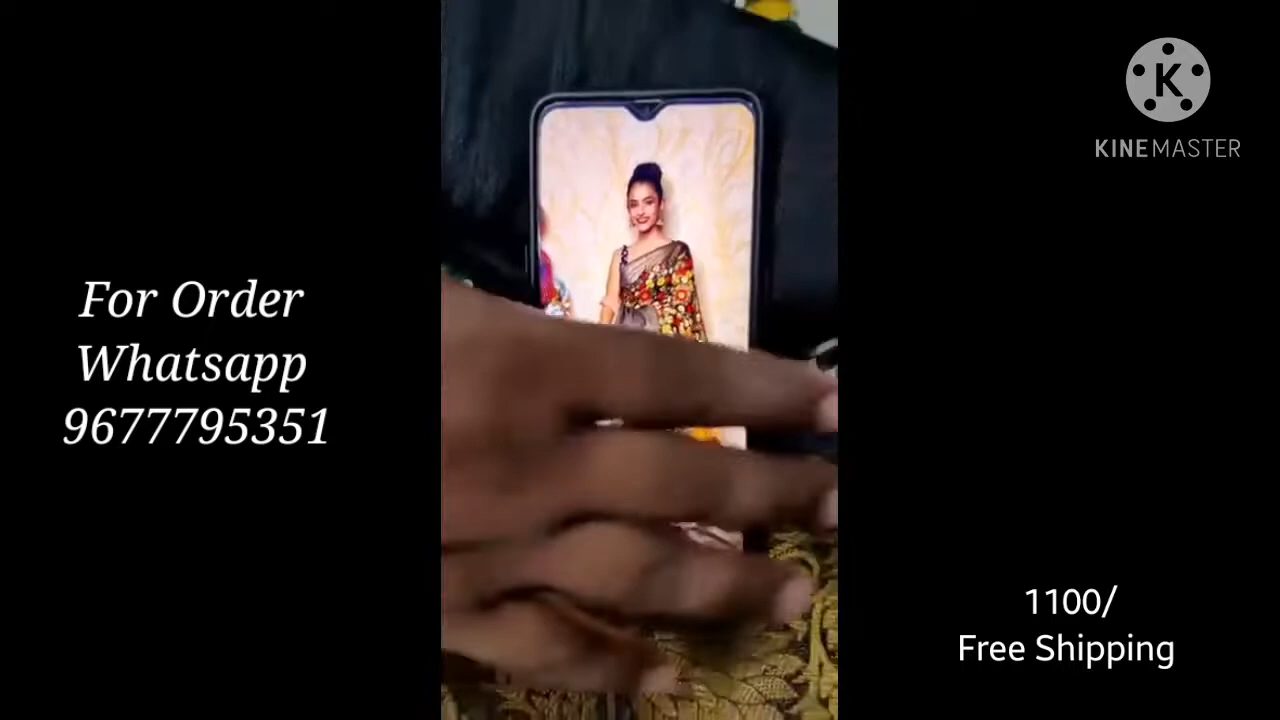 For Order
Whatsapp
9677795351
K
KINEMASTER
1100/
Free Shipping